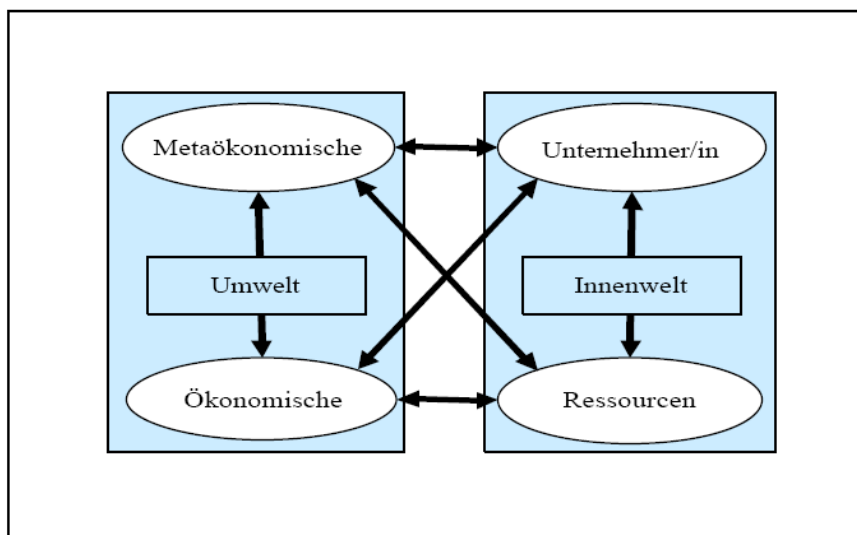 Metaökonomische
Unternehmer/in
Umwelt
Innenwelt
Ökonomische
Ressourcen